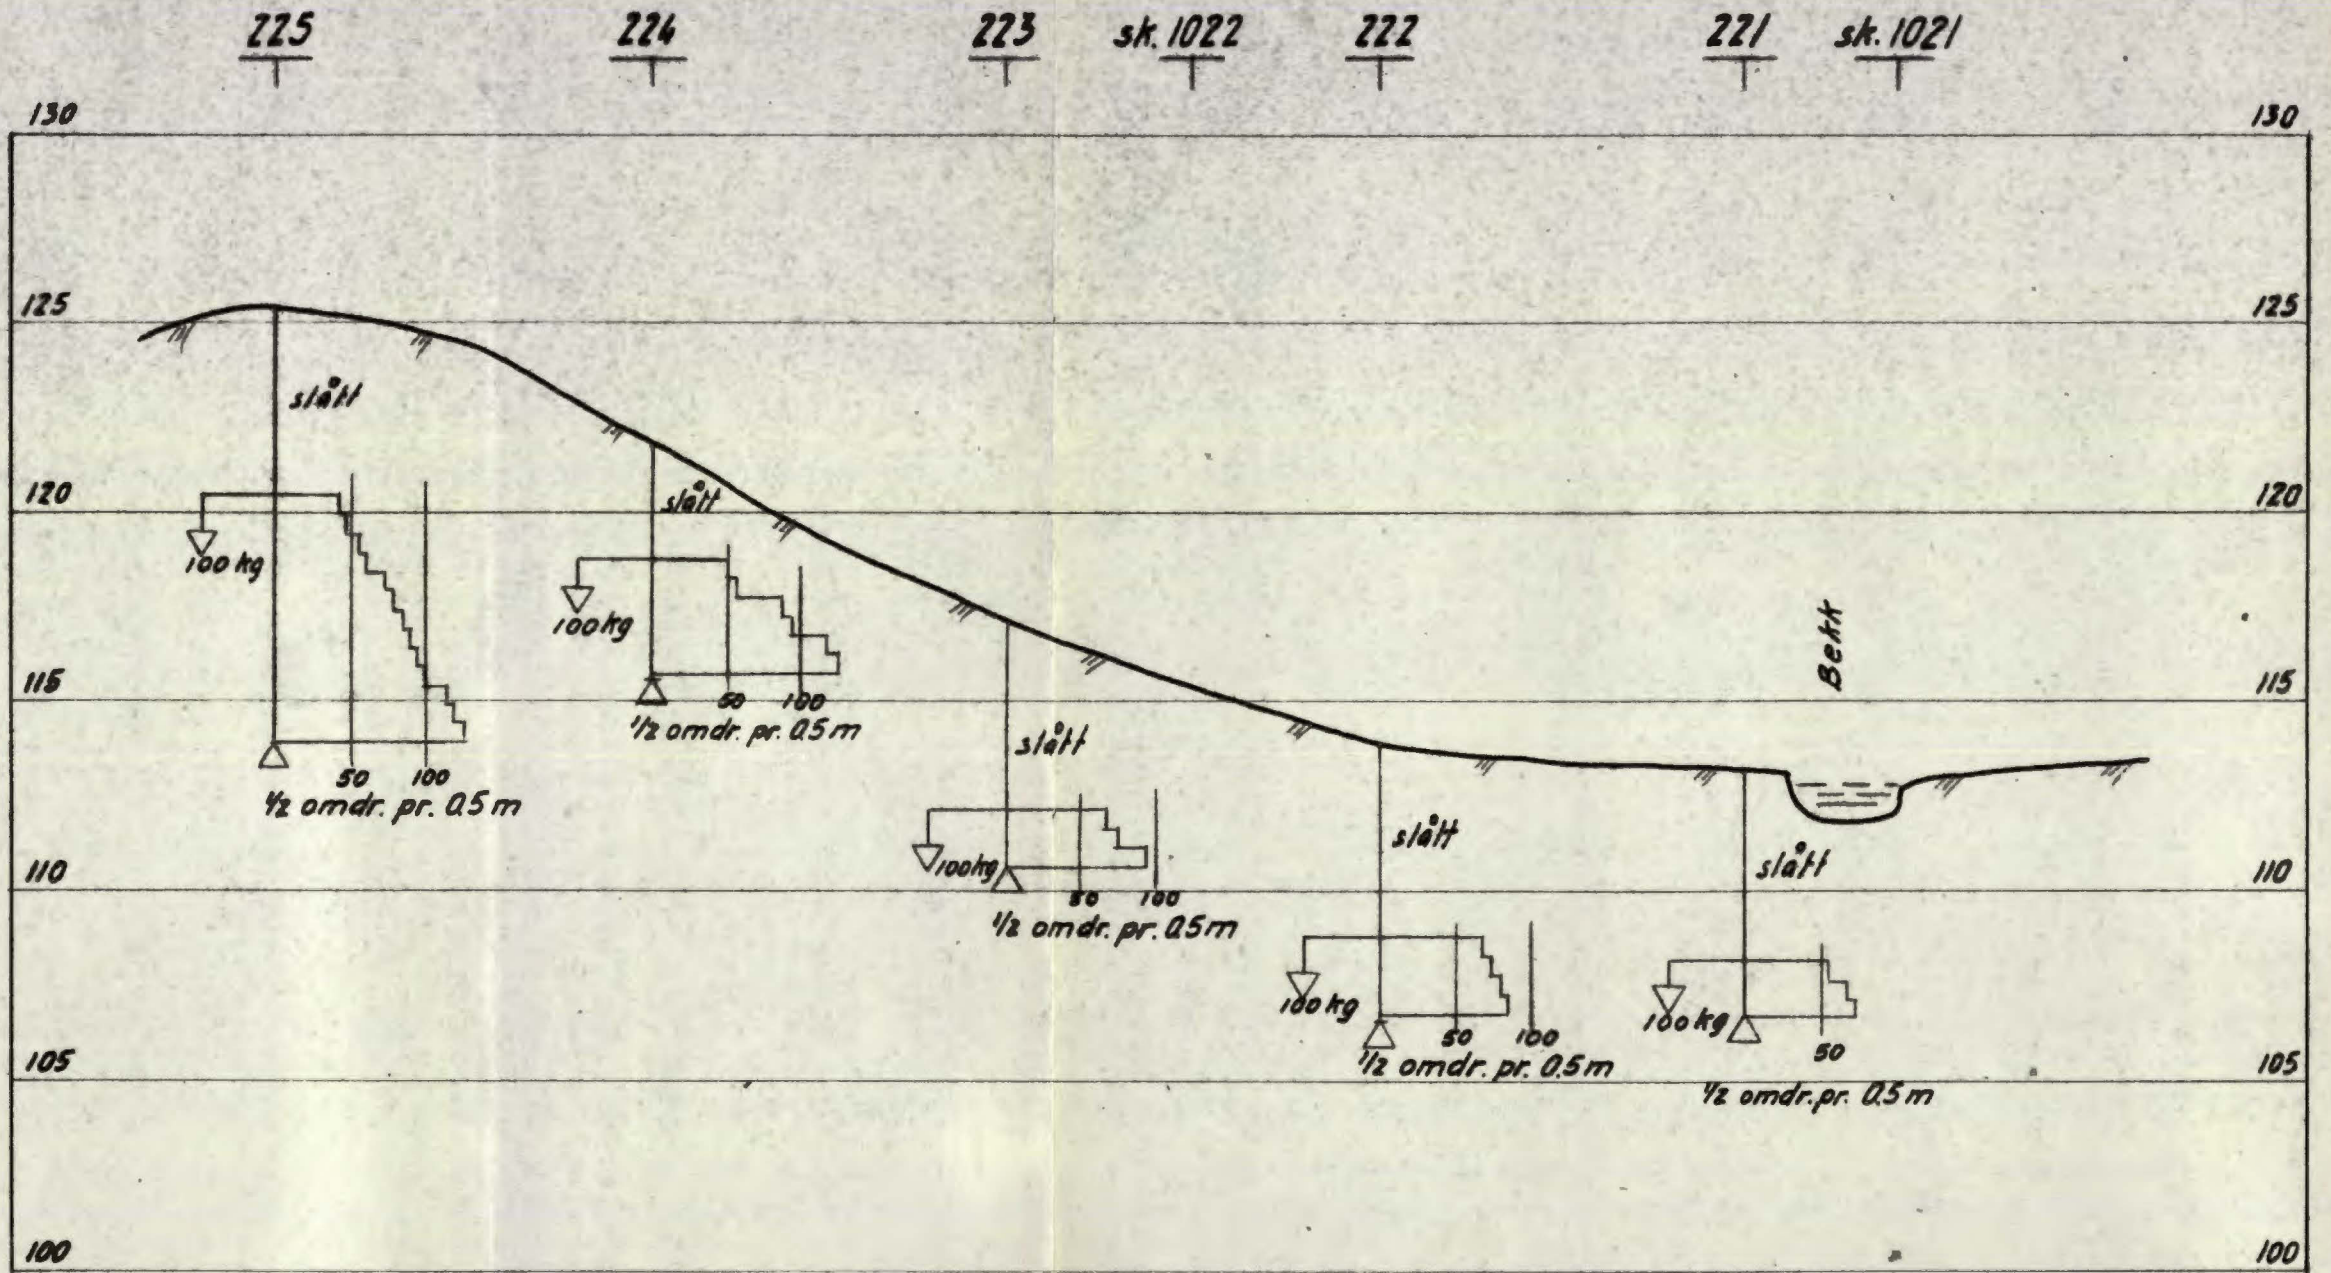 225 224 223 sk. 1022 222 221 sk. 1021
130 130
125 125
slått
120 120
slått
100 kg
100 kg
Bekk
115 115
50 100
1/2 omdr. pr. 0.5 m
slått
50 100
1/2 omdr. pr. 0.5 m
slått
100 kg
slått
110 110
50 100
1/2 omdr. pr. 0.5 m
100 kg
100 kg
50 100
50
105 105
1/2 omdr. pr. 0.5 m
1/2 omdr. pr. 0.5 m
100 100